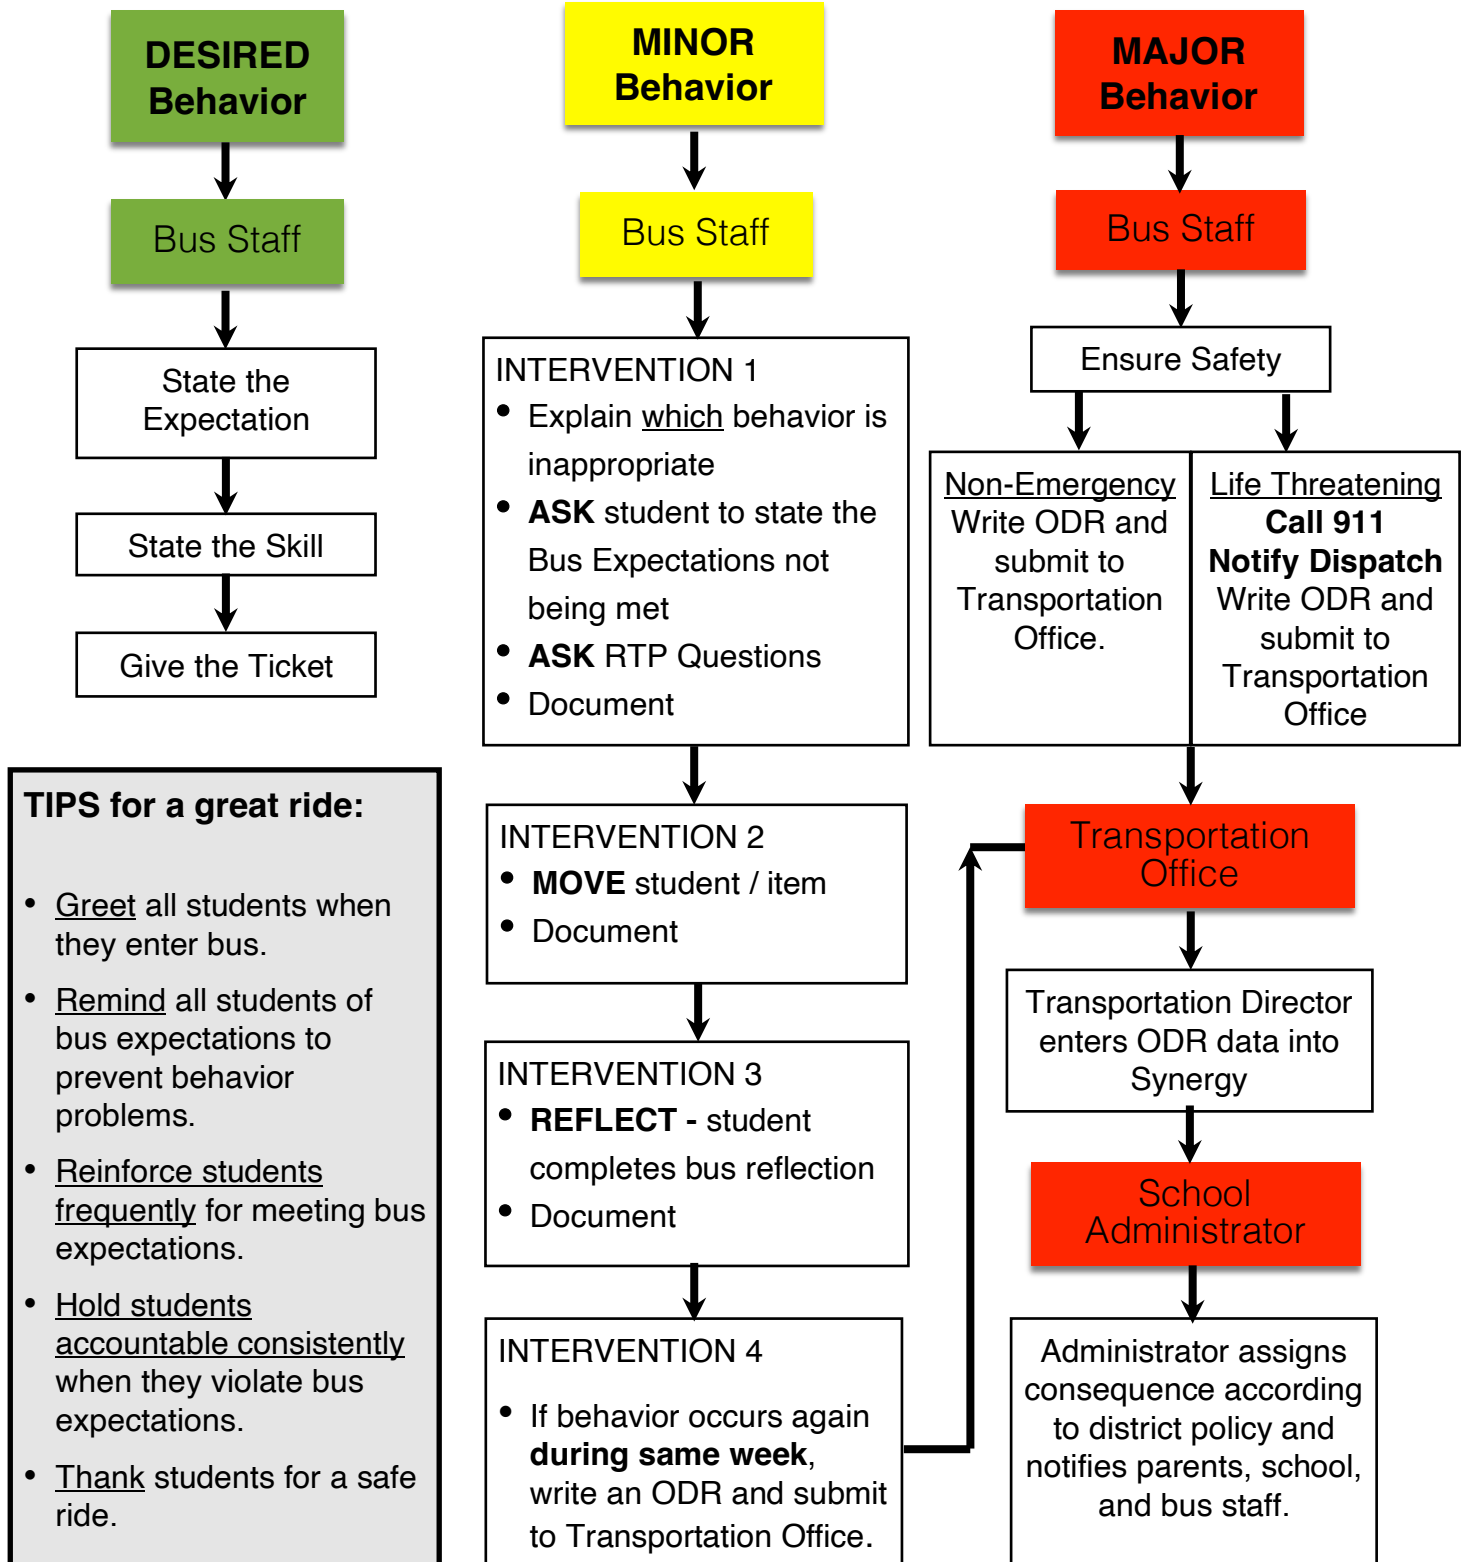 DESIRED
Behavior
Bus Staff
State the
Expectation
State the Skill
Give the Ticket
TIPS for a great ride:
• Greet all students when
they enter bus.
• Remind all students of
bus expectations to
prevent behavior
problems.
• Reinforce students
frequently for meeting bus
expectations.
• Hold students
accountable consistently
when they violate bus
expectations.
• Thank students for a safe
ride.
MINOR
Behavior
Bus Staff
INTERVENTION 1
• Explain which behavior is
inappropriate
• ASK student to state the
Bus Expectations not
being met
• ASK RTP Questions
• Document
INTERVENTION 2
• MOVE student / item
• Document
INTERVENTION 3
• REFLECT - student
completes bus reflection
• Document
INTERVENTION 4
• If behavior occurs again
during same week,
write an ODR and submit
to Transportation Office.
MAJOR
Behavior
Bus Staff
Ensure Safety
Non-Emergency
Write ODR and
submit to
Transportation
Office.
Life Threatening
Call 911
Notify Dispatch
Write ODR and
submit to
Transportation
Office
Transportation
Office
Transportation Director
enters ODR data into
Synergy
School
Administrator
Administrator assigns
consequence according
to district policy and
notifies parents, school,
and bus staff.